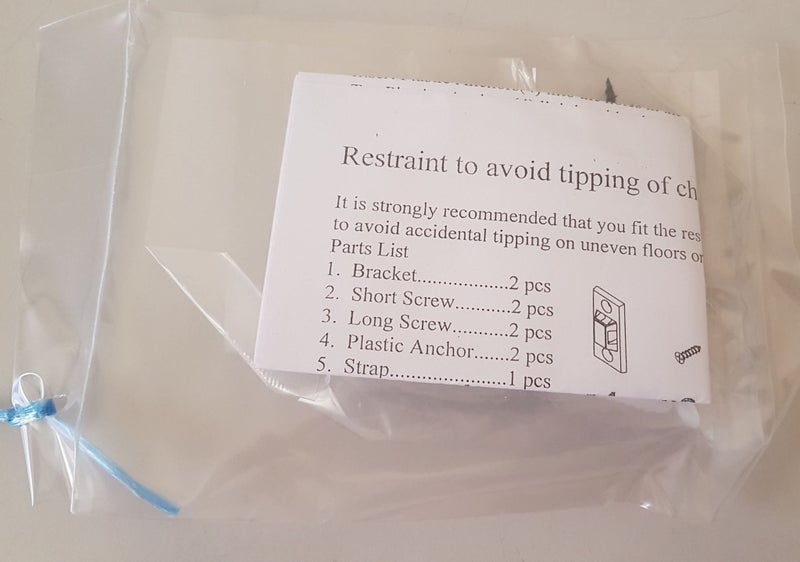 Restraint to avoid tipping of ch
It is strongly recommended that you fit the res
to avoid accidental tipping on uneven floors or
Parts List
1. Bracket..................2 pcs
2. Short Screw...........2 pcs
3. Long Screw...........2 pcs
4. Plastic Anchor.......2 pcs
5. Strap.......................1 pcs